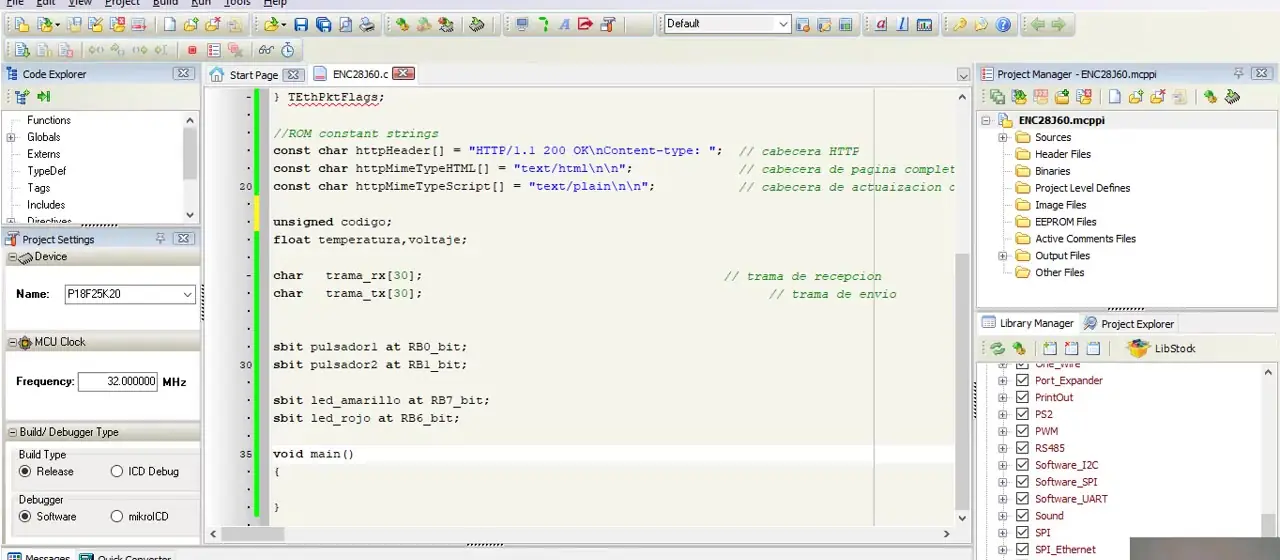 File Edit View Project Build Run Tools Help
Default
Code Explorer
Start Page
ENC28J60.c
Project Manager - ENC28J60.mcppi
Functions
Globals
Externs
TypeDef
Tags
Includes
Directives
Project Settings
Device
Name: P18F25K20
MCU Clock
Frequency: 32.000000 MHz
Build/ Debugger Type
Build Type
Release ICD Debug
Debugger
Software mikroICD
Messages Quick Converter
} TEthPktFlags;
//ROM constant strings
const char httpHeader[] = "HTTP/1.1 200 OK\nContent-type: "; // cabecera HTTP
const char httpMimeTypeHTML[] = "text/html\n\n"; // cabecera de pagina complet
20 const char httpMimeTypeScript[] = "text/plain\n\n"; // cabecera de actuaizacion d
unsigned codigo;
float temperatura,voltaje;
char trama_rx[30]; // trama de recepcion
char trama_tx[30]; // trama de envio
sbit pulsador1 at RB0_bit;
30 sbit pulsador2 at RB1_bit;
sbit led_amarillo at RB7_bit;
sbit led_rojo at RB6_bit;
35 void main()
{
}
ENC28J60.mcppi
Sources
Header Files
Binaries
Project Level Defines
Image Files
EEPROM Files
Active Comments Files
Output Files
Other Files
Library Manager Project Explorer
LibStock
One_Wire
Port_Expander
PrintOut
PS2
PWM
RS485
Software_I2C
Software_SPI
Software_UART
Sound
SPI
SPI_Ethernet